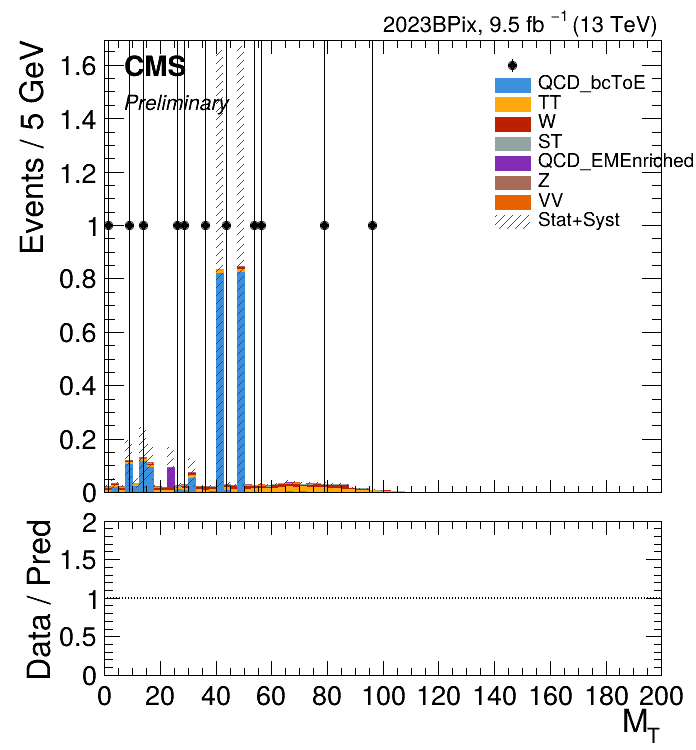 2023BPix, 9.5 fb⁻¹ (13 TeV)
CMS
Preliminary
QCD_bcToE
TT
W
ST
QCD_EMEnriched
Z
VV
Stat+Syst
Events / 5 GeV
1.6
1.4
1.2
1
0.8
0.6
0.4
0.2
0
Data / Pred
2
1.5
1
0.5
0
0 20 40 60 80 100 120 140 160 180 200
M_T